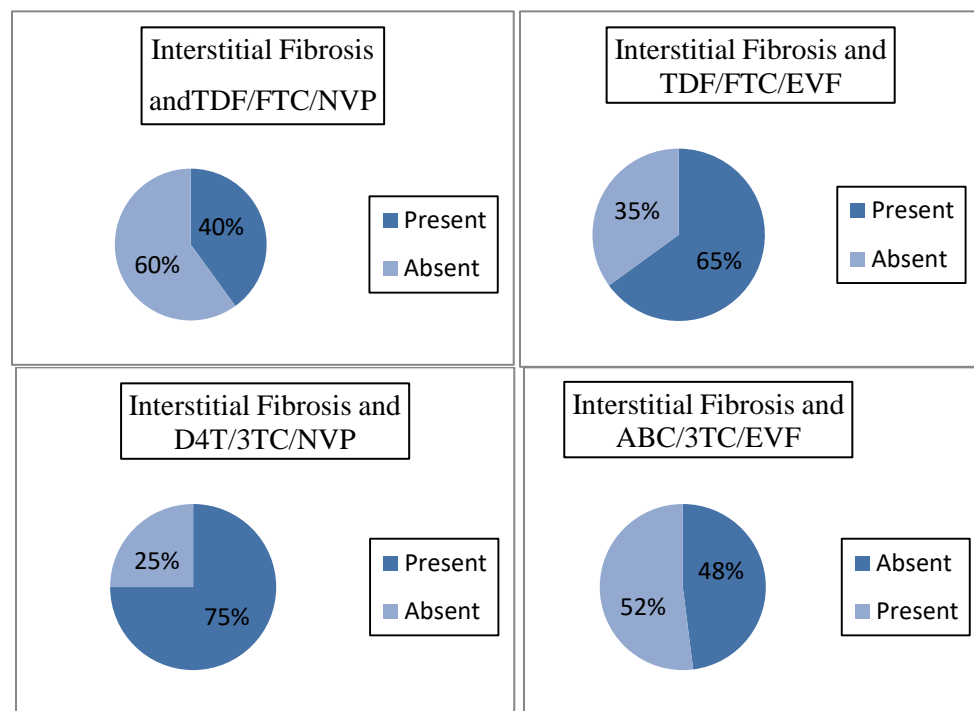 Interstitial Fibrosis
andTDF/FTC/NVP
40%
60%
Present
Absent
Interstitial Fibrosis and
TDF/FTC/EVF
35%
65%
Present
Absent
Interstitial Fibrosis and
D4T/3TC/NVP
25%
75%
Present
Absent
Interstitial Fibrosis and
ABC/3TC/EVF
48%
52%
Absent
Present